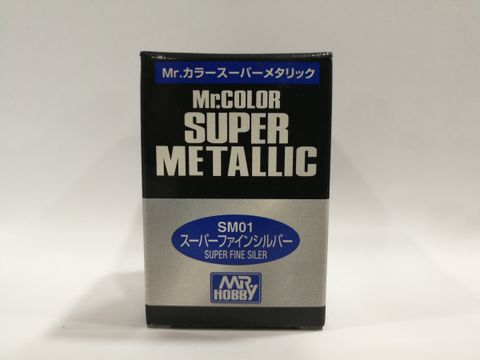 Mr.カラースーパーメタリック
Mr.COLOR
SUPER
METALLIC
SM01
スーパーファインシルバー
SUPER FINE SILER
MR
HOBBY